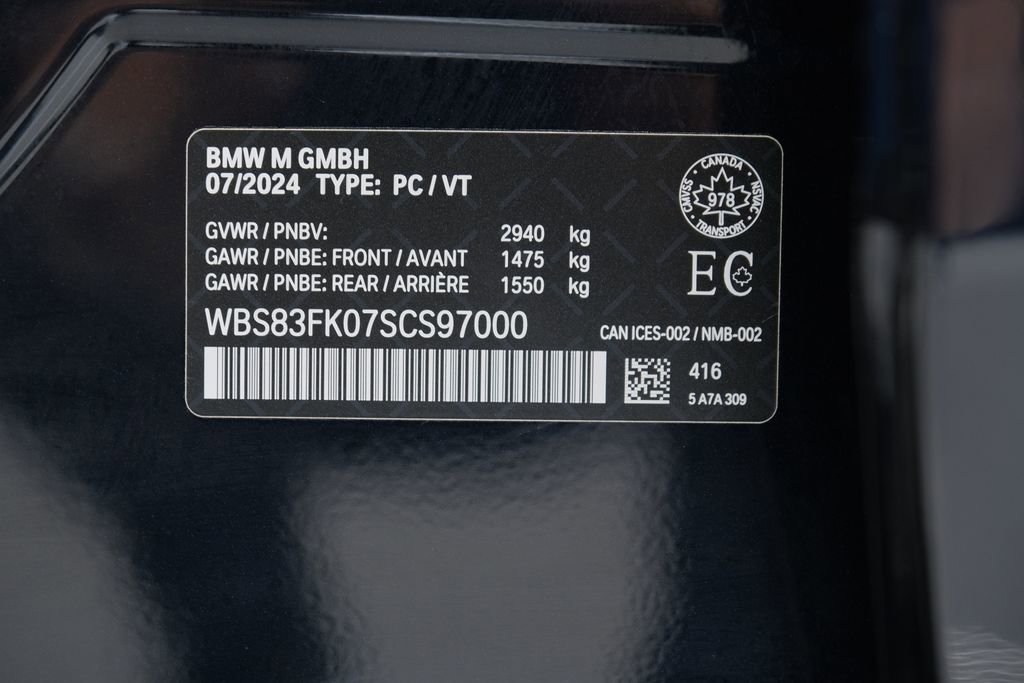 BMW M GMBH
07/2024 TYPE: PC / VT
GVWR / PNBV: 2940 kg
GAWR / PNBE: FRONT / AVANT 1475 kg
GAWR / PNBE: REAR / ARRIÈRE 1550 kg
WBS83FK07SCS97000
CANADA
CMVSS 978 NSVAC
TRANSPORT
EC
CAN ICES-002 / NMB-002
416
5 A7A 309